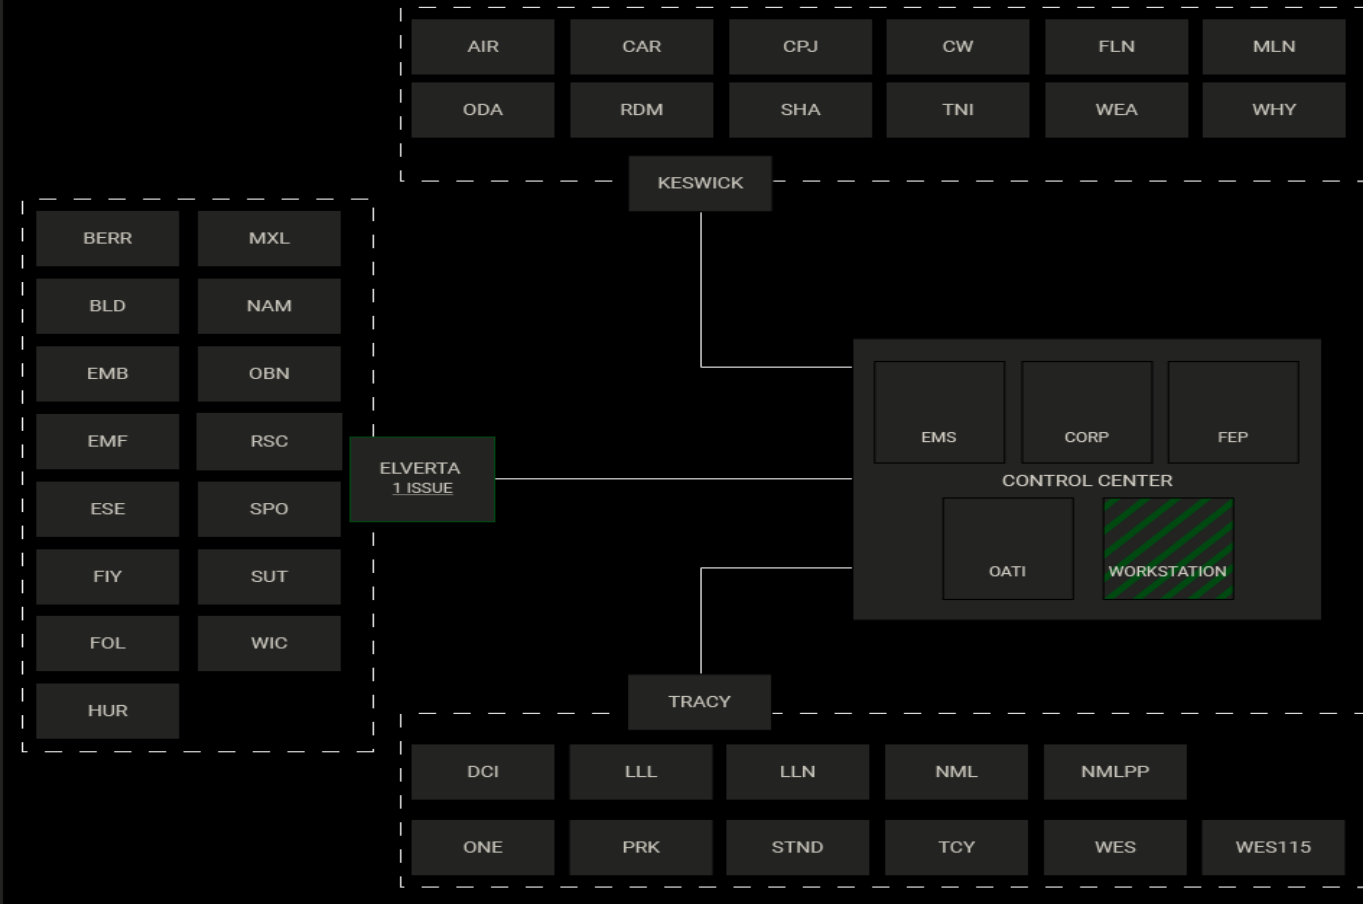 AIR
CAR
CPJ
CW
FLN
MLN
ODA
RDM
SHA
TNI
WEA
WHY
KESWICK
BERR
MXL
BLD
NAM
EMB
OBN
EMF
RSC
ESE
SPO
FIY
SUT
FOL
WIC
HUR
ELVERTA
1 ISSUE
EMS
CORP
FEP
CONTROL CENTER
OATI
WORKSTATION
TRACY
DCI
LLL
LLN
NML
NMLPP
ONE
PRK
STND
TCY
WES
WES115